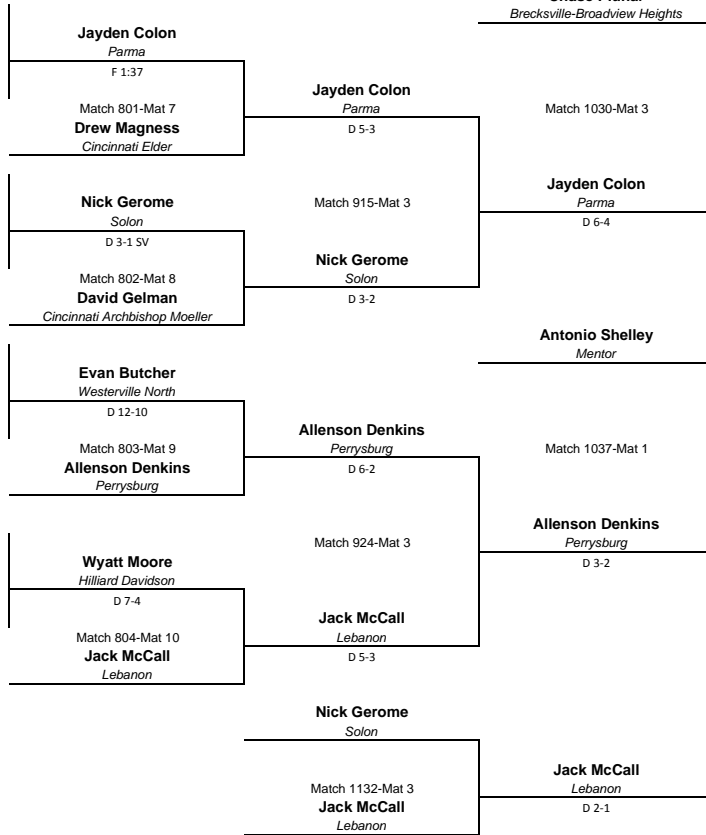 Brecksville-Broadview Heights
Jayden Colon
Parma
F 1:37
Match 801-Mat 7
Drew Magness
Cincinnati Elder
Nick Gerome
Solon
D 3-1 SV
Match 802-Mat 8
David Gelman
Cincinnati Archbishop Moeller
Evan Butcher
Westerville North
D 12-10
Match 803-Mat 9
Allenson Denkins
Perrysburg
Wyatt Moore
Hilliard Davidson
D 7-4
Match 804-Mat 10
Jack McCall
Lebanon
Jayden Colon
Parma
D 5-3
Match 915-Mat 3
Nick Gerome
Solon
D 3-2
Allenson Denkins
Perrysburg
D 6-2
Match 924-Mat 3
Jack McCall
Lebanon
D 5-3
Nick Gerome
Solon
Match 1132-Mat 3
Jack McCall
Lebanon
Match 1030-Mat 3
Jayden Colon
Parma
D 6-4
Antonio Shelley
Mentor
Match 1037-Mat 1
Allenson Denkins
Perrysburg
D 3-2
Jack McCall
Lebanon
D 2-1